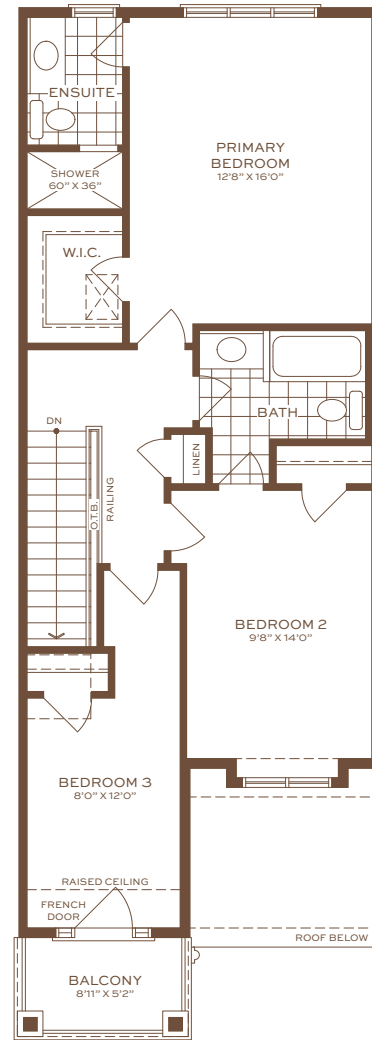 ENSUITE
PRIMARY
BEDROOM
12'8" X 16'0"
SHOWER
60" X 36"
W.I.C.
BATH
DN
LINEN
O.T.B.
RAILING
BEDROOM 2
9'8" X 14'0"
BEDROOM 3
8'0" X 12'0"
RAISED CEILING
FRENCH
DOOR
ROOF BELOW
BALCONY
8'11" X 5'2"